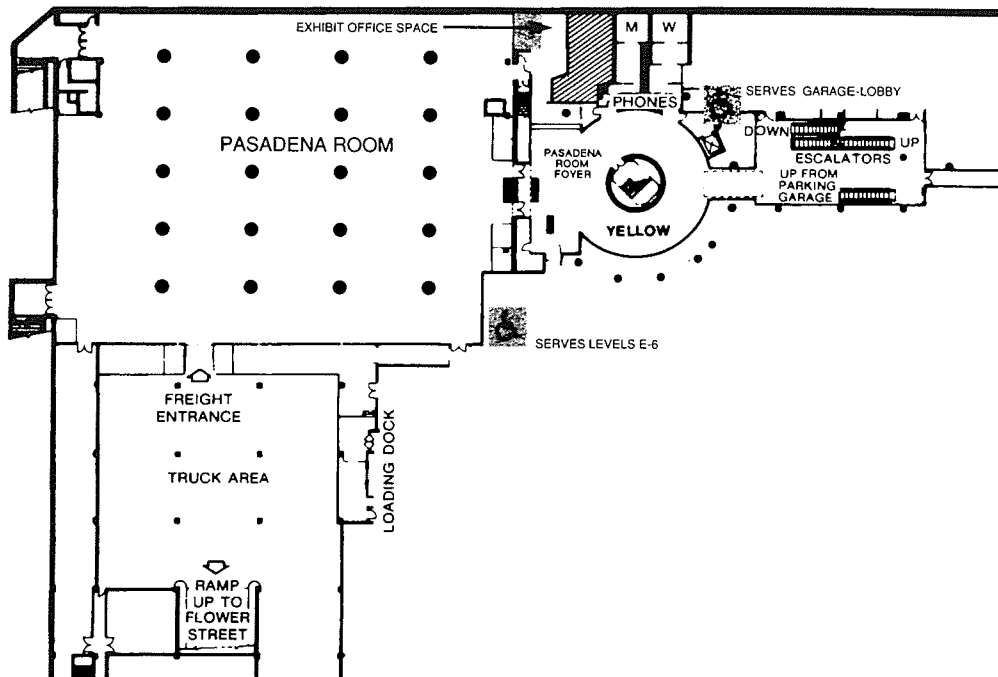 EXHIBIT OFFICE SPACE
M W
PHONES
SERVES GARAGE-LOBBY
DOWN
UP
ESCALATORS
UP FROM
PARKING
GARAGE
PASADENA ROOM
PASADENA
ROOM
FOYER
YELLOW
SERVES LEVELS E-6
FREIGHT
ENTRANCE
TRUCK AREA
LOADING DOCK
RAMP
UP TO
FLOWER
STREET